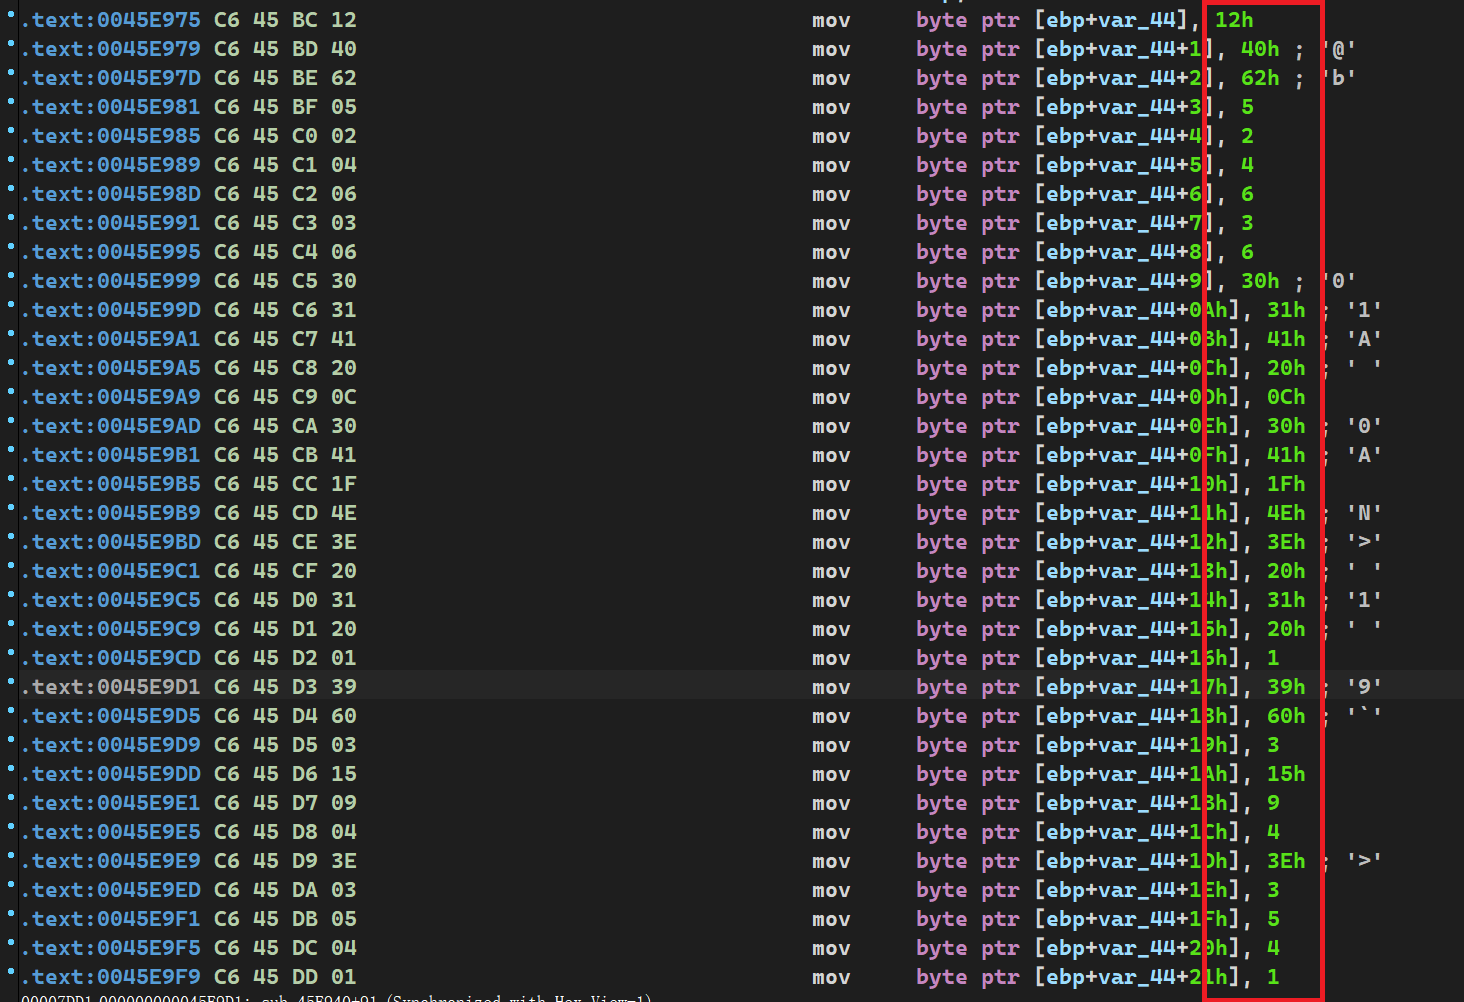 .text:0045E975 C6 45 BC 12 mov byte ptr [ebp+var_44], 12h
.text:0045E979 C6 45 BD 40 mov byte ptr [ebp+var_44+1], 40h ; '@'
.text:0045E97D C6 45 BE 62 mov byte ptr [ebp+var_44+2], 62h ; 'b'
.text:0045E981 C6 45 BF 05 mov byte ptr [ebp+var_44+3], 5
.text:0045E985 C6 45 C0 02 mov byte ptr [ebp+var_44+4], 2
.text:0045E989 C6 45 C1 04 mov byte ptr [ebp+var_44+5], 4
.text:0045E98D C6 45 C2 06 mov byte ptr [ebp+var_44+6], 6
.text:0045E991 C6 45 C3 03 mov byte ptr [ebp+var_44+7], 3
.text:0045E995 C6 45 C4 06 mov byte ptr [ebp+var_44+8], 6
.text:0045E999 C6 45 C5 30 mov byte ptr [ebp+var_44+9], 30h ; '0'
.text:0045E99D C6 45 C6 31 mov byte ptr [ebp+var_44+0Ah], 31h ; '1'
.text:0045E9A1 C6 45 C7 41 mov byte ptr [ebp+var_44+0Bh], 41h ; 'A'
.text:0045E9A5 C6 45 C8 20 mov byte ptr [ebp+var_44+0Ch], 20h ; ' '
.text:0045E9A9 C6 45 C9 0C mov byte ptr [ebp+var_44+0Dh], 0Ch
.text:0045E9AD C6 45 CA 30 mov byte ptr [ebp+var_44+0Eh], 30h ; '0'
.text:0045E9B1 C6 45 CB 41 mov byte ptr [ebp+var_44+0Fh], 41h ; 'A'
.text:0045E9B5 C6 45 CC 1F mov byte ptr [ebp+var_44+10h], 1Fh
.text:0045E9B9 C6 45 CD 4E mov byte ptr [ebp+var_44+11h], 4Eh ; 'N'
.text:0045E9BD C6 45 CE 3E mov byte ptr [ebp+var_44+12h], 3Eh ; '>'
.text:0045E9C1 C6 45 CF 20 mov byte ptr [ebp+var_44+13h], 20h ; ' '
.text:0045E9C5 C6 45 D0 31 mov byte ptr [ebp+var_44+14h], 31h ; '1'
.text:0045E9C9 C6 45 D1 20 mov byte ptr [ebp+var_44+15h], 20h ; ' '
.text:0045E9CD C6 45 D2 01 mov byte ptr [ebp+var_44+16h], 1
.text:0045E9D1 C6 45 D3 39 mov byte ptr [ebp+var_44+17h], 39h ; '9'
.text:0045E9D5 C6 45 D4 60 mov byte ptr [ebp+var_44+18h], 60h ; '`'
.text:0045E9D9 C6 45 D5 03 mov byte ptr [ebp+var_44+19h], 3
.text:0045E9DD C6 45 D6 15 mov byte ptr [ebp+var_44+1Ah], 15h
.text:0045E9E1 C6 45 D7 09 mov byte ptr [ebp+var_44+1Bh], 9
.text:0045E9E5 C6 45 D8 04 mov byte ptr [ebp+var_44+1Ch], 4
.text:0045E9E9 C6 45 D9 3E mov byte ptr [ebp+var_44+1Dh], 3Eh ; '>'
.text:0045E9ED C6 45 DA 03 mov byte ptr [ebp+var_44+1Eh], 3
.text:0045E9F1 C6 45 DB 05 mov byte ptr [ebp+var_44+1Fh], 5
.text:0045E9F5 C6 45 DC 04 mov byte ptr [ebp+var_44+20h], 4
.text:0045E9F9 C6 45 DD 01 mov byte ptr [ebp+var_44+21h], 1
00007DD1 000000000045E9D1: sub_45E940+91 (Synchronized with Hex View-1)